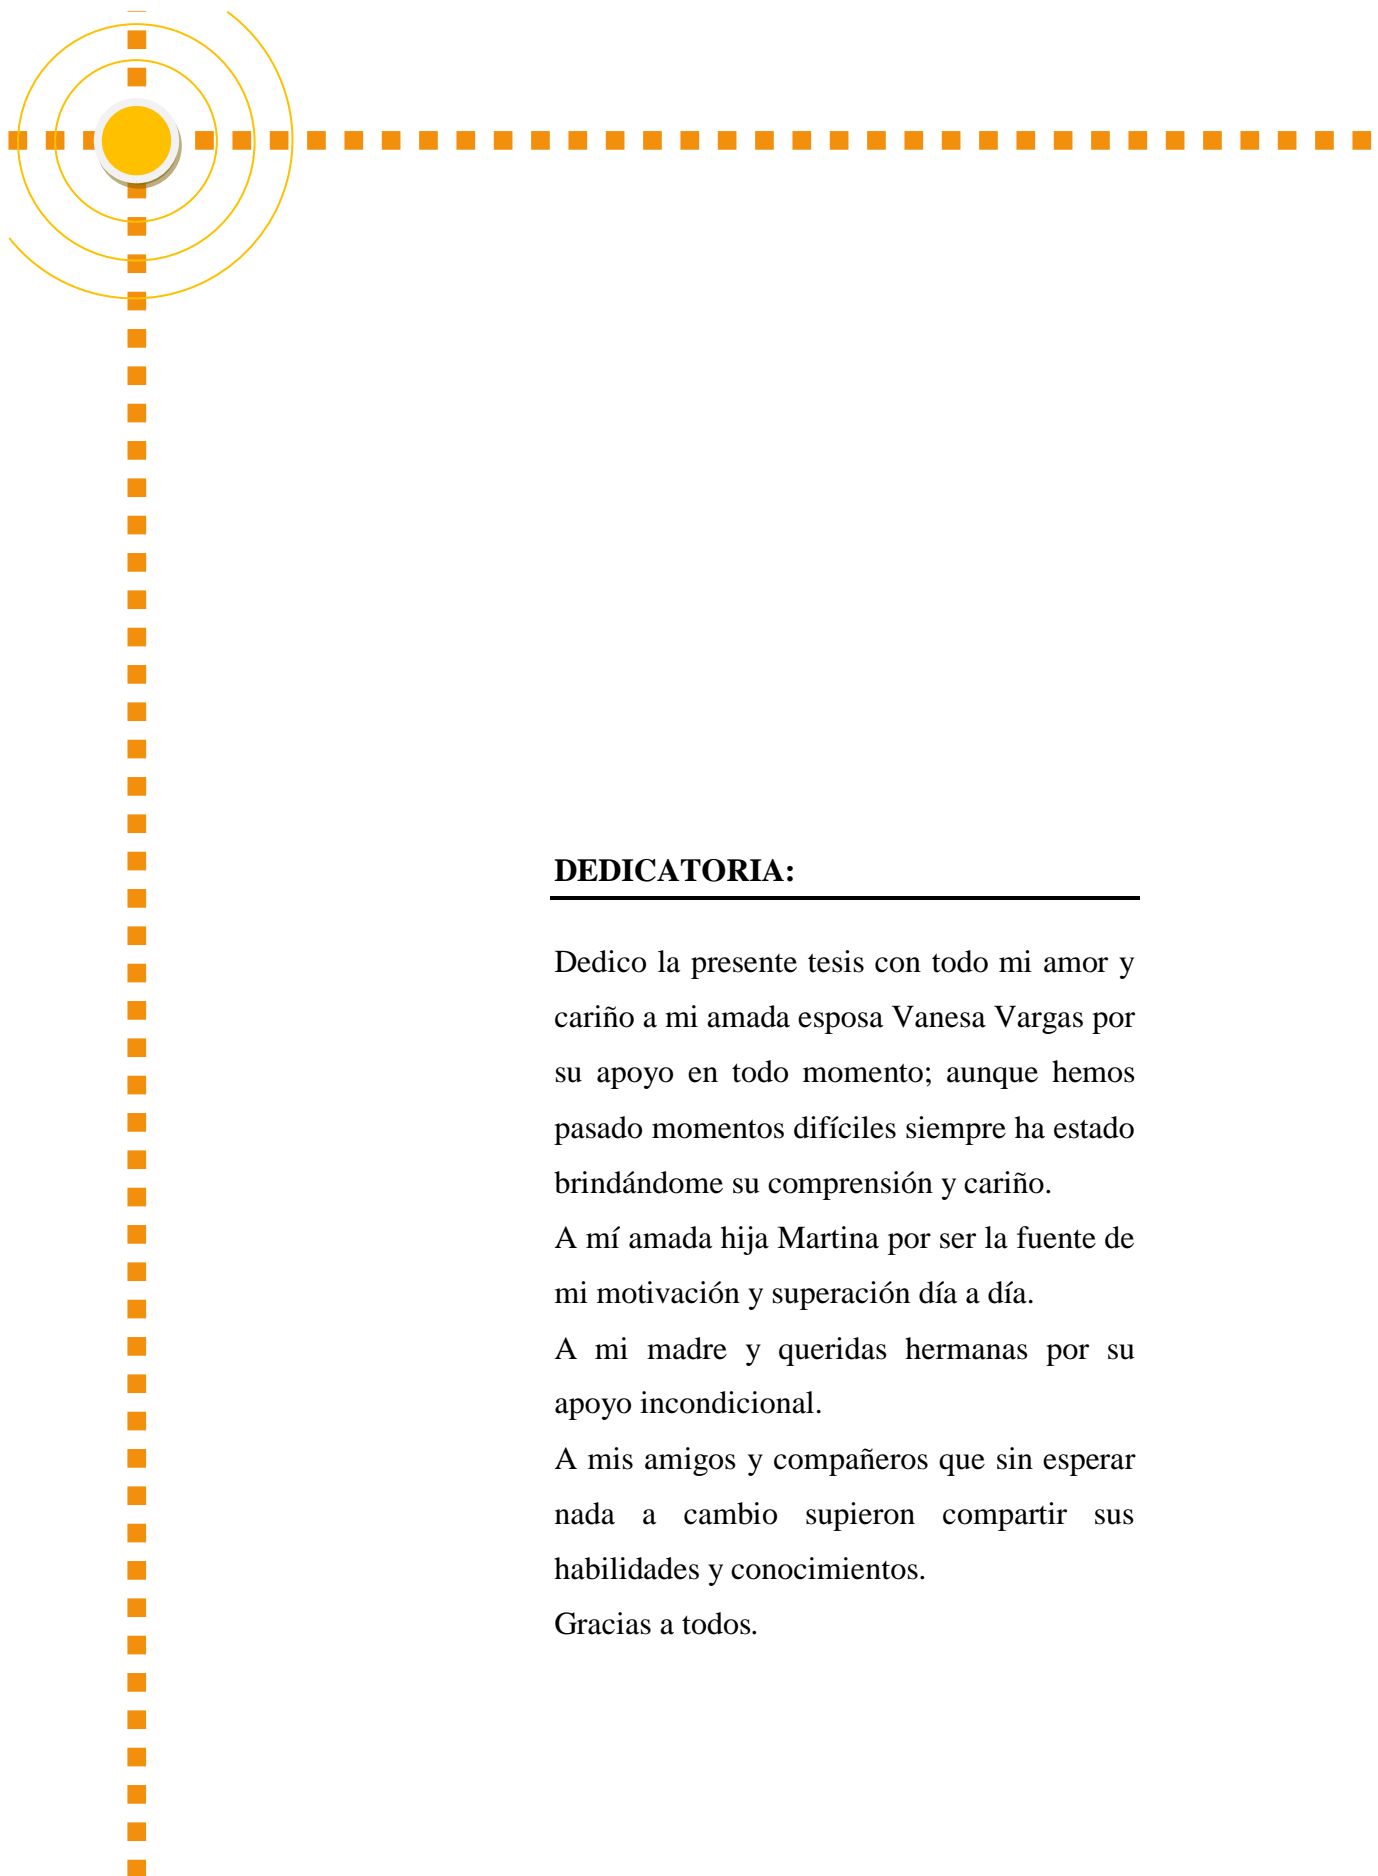 DEDICATORIA:
Dedico la presente tesis con todo mi amor y
cariño a mi amada esposa Vanesa Vargas por
su apoyo en todo momento; aunque hemos
pasado momentos difíciles siempre ha estado
brindándome su comprensión y cariño.
A mí amada hija Martina por ser la fuente de
mi motivación y superación día a día.
A mi madre y queridas hermanas por su
apoyo incondicional.
A mis amigos y compañeros que sin esperar
nada a cambio supieron compartir sus
habilidades y conocimientos.
Gracias a todos.